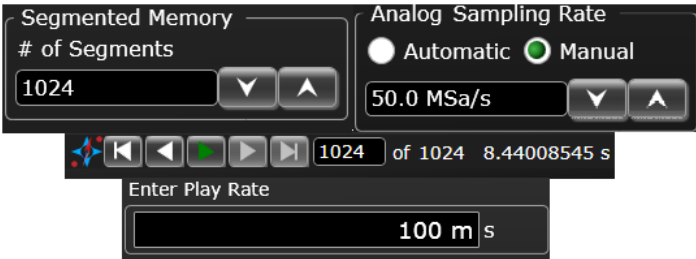 Segmented Memory
# of Segments
1024
Analog Sampling Rate
Automatic Manual
50.0 MSa/s
1024 of 1024 8.44008545 s
Enter Play Rate
100 m s